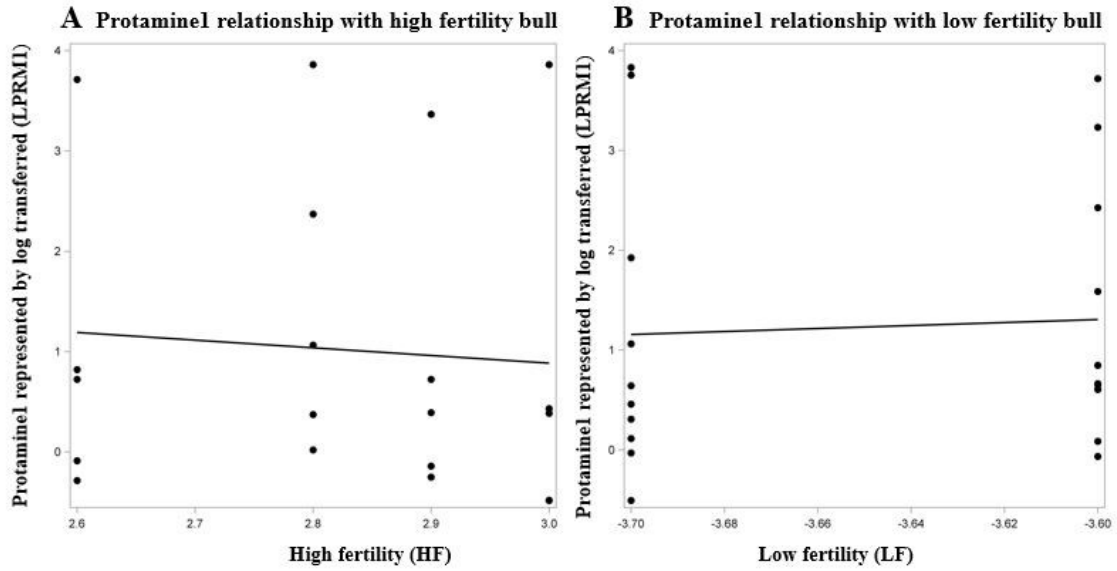 A Protamine1 relationship with high fertility bull
Protamine1 represented by log transferred (LPRM1)
4
3
2
1
0
2.6 2.7 2.8 2.9 3.0
High fertility (HF)
B Protamine1 relationship with low fertility bull
Protamine1 represented by log transferred (LPRM1)
4
3
2
1
0
-3.70 -3.68 -3.66 -3.64 -3.62 -3.60
Low fertility (LF)